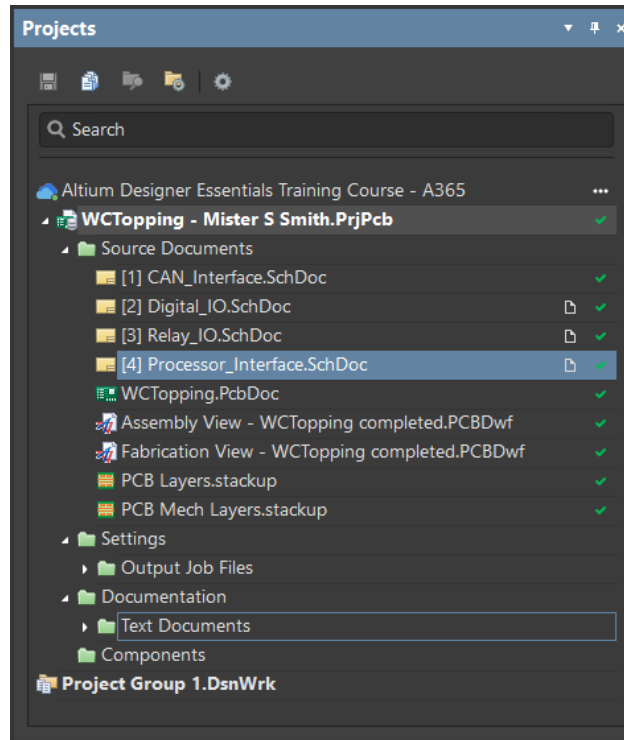 Projects
Search
Altium Designer Essentials Training Course - A365
WCTopping - Mister S Smith.PrjPcb
Source Documents
[1] CAN_Interface.SchDoc
[2] Digital_IO.SchDoc
[3] Relay_IO.SchDoc
[4] Processor_Interface.SchDoc
WCTopping.PcbDoc
Assembly View - WCTopping completed.PCBDwf
Fabrication View - WCTopping completed.PCBDwf
PCB Layers.stackup
PCB Mech Layers.stackup
Settings
Output Job Files
Documentation
Text Documents
Components
Project Group 1.DsnWrk